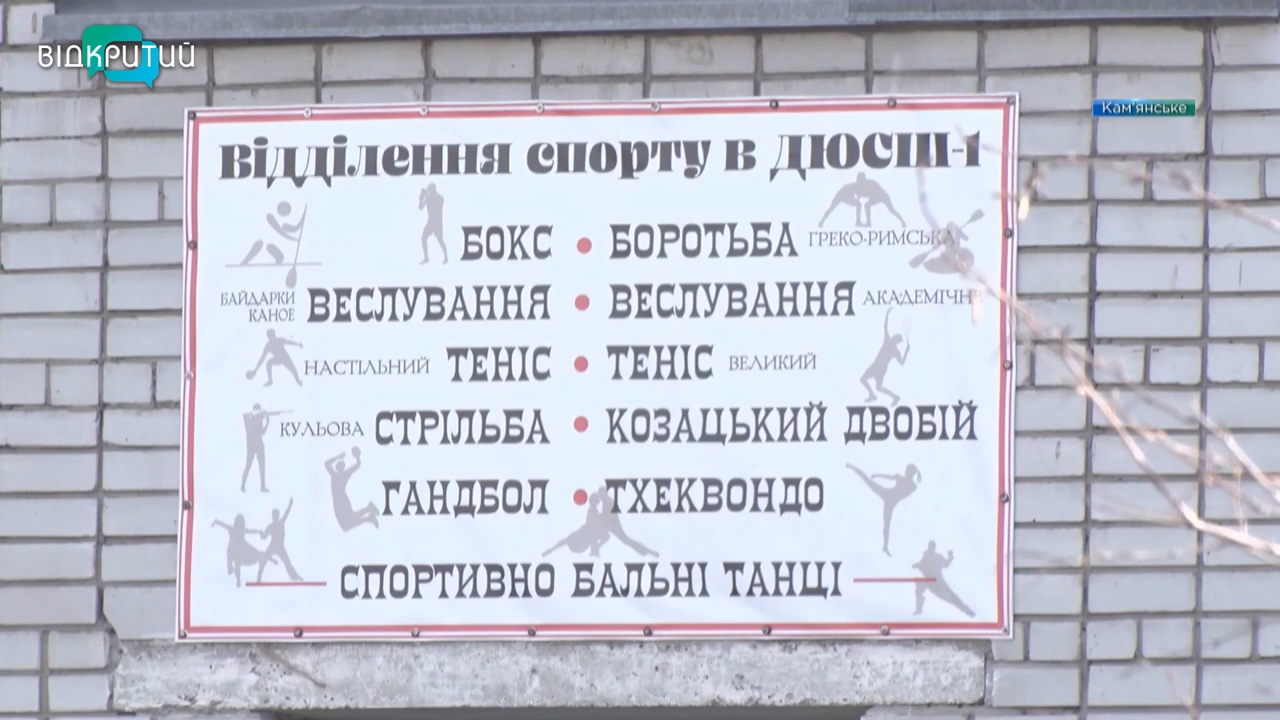 ВІДКРИТИЙ
Кам'янське
Відділення спорту в ДЮСШ-1
БОКС • БОРОТЬБА ГРЕКО-РИМСЬКА
БАЙДАРКИ КАНОЕ ВЕСЛУВАННЯ • ВЕСЛУВАННЯ АКАДЕМІЧНЕ
НАСТІЛЬНИЙ ТЕНІС • ТЕНІС ВЕЛИКИЙ
КУЛЬОВА СТРІЛЬБА • КОЗАЦЬКИЙ ДВОБІЙ
ГАНДБОЛ • ТХЕКВОНДО
СПОРТИВНО БАЛЬНІ ТАНЦІ